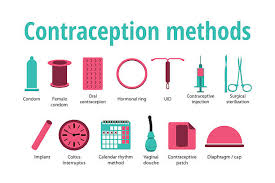 Contraception methods
Condom
Female
condom
Oral
contraception
Hormonal ring
UID
Contraceptive
injection
Surgical
sterilization
Implant
Coitus
interruptus
Calendar rhythm
method
Vaginal
douche
Contraceptive
patch
Diaphragm / cap